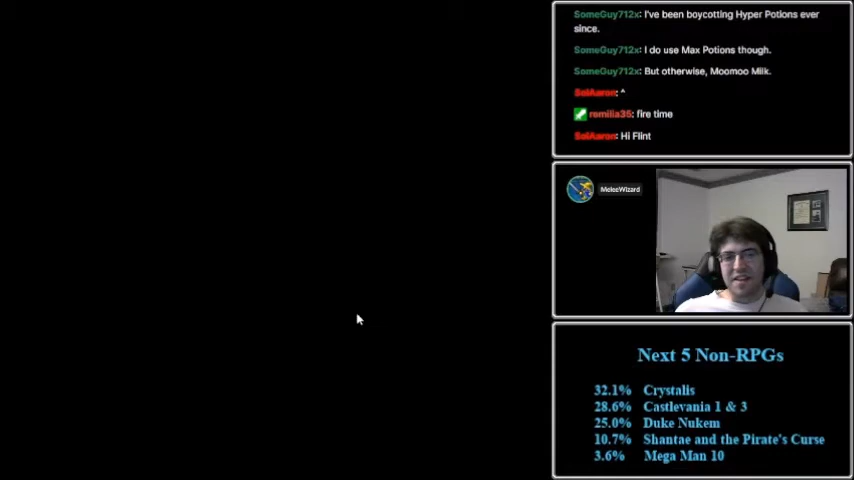 SomeGuy712x: I've been boycotting Hyper Potions ever
since.
SomeGuy712x: I do use Max Potions though.
SomeGuy712x: But otherwise, Moomoo Milk.
SolAaron: ^
remilia35: fire time
SolAaron: Hi Flint
MeleeWizard
Next 5 Non-RPGs
32.1% Crystalis
28.6% Castlevania 1 & 3
25.0% Duke Nukem
10.7% Shantae and the Pirate's Curse
3.6% Mega Man 10